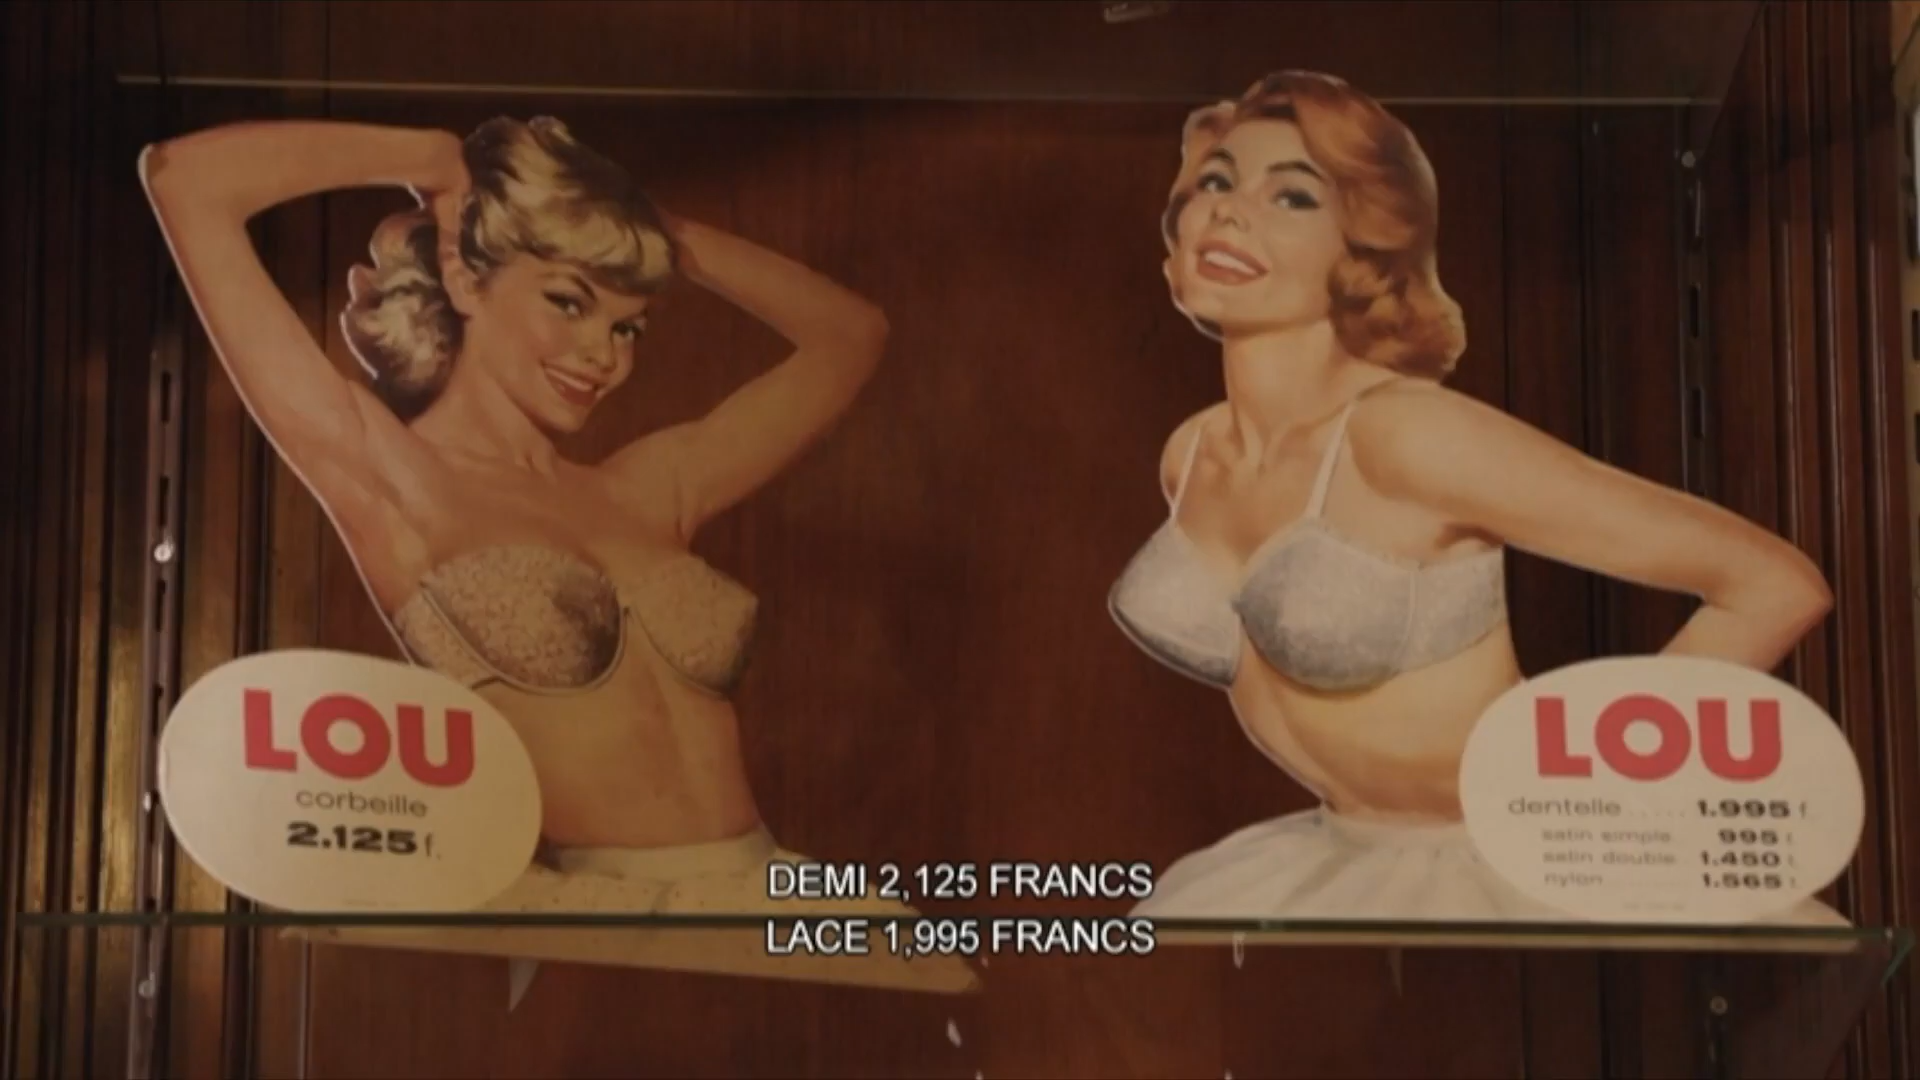 LOU
corbeille
2.125 f.
LOU
dentelle ..... 1.995 f.
satin simple. 995 f.
satin double.. 1.450 f.
nylon 1.565 f.
DEMI 2,125 FRANCS
LACE 1,995 FRANCS